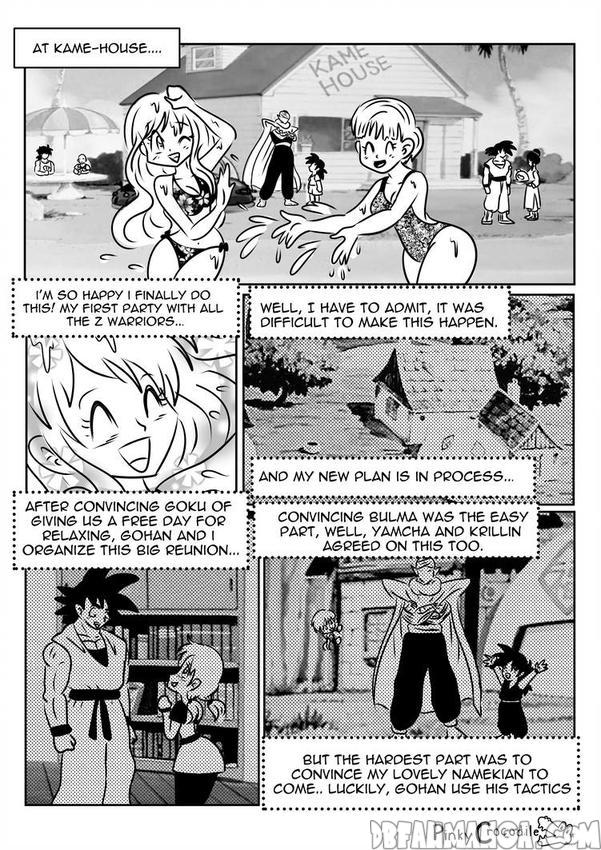 AT KAME-HOUSE....
KAME
HOUSE
I'M SO HAPPY I FINALLY DO
THIS! MY FIRST PARTY WITH ALL
THE Z WARRIORS...
WELL, I HAVE TO ADMIT, IT WAS
DIFFICULT TO MAKE THIS HAPPEN.
AND MY NEW PLAN IS IN PROCESS...
AFTER CONVINCING GOKU OF
GIVING US A FREE DAY FOR
RELAXING, GOHAN AND I
ORGANIZE THIS BIG REUNION...
CONVINCING BULMA WAS THE EASY
PART, WELL, YAMCHA AND KRILLIN
AGREED ON THIS TOO.
BUT THE HARDEST PART WAS TO
CONVINCE MY LOVELY NAMEKIAN TO
COME.. LUCKILY, GOHAN USE HIS TACTICS
Pinky Crocodile
DBFANMANGA.COM